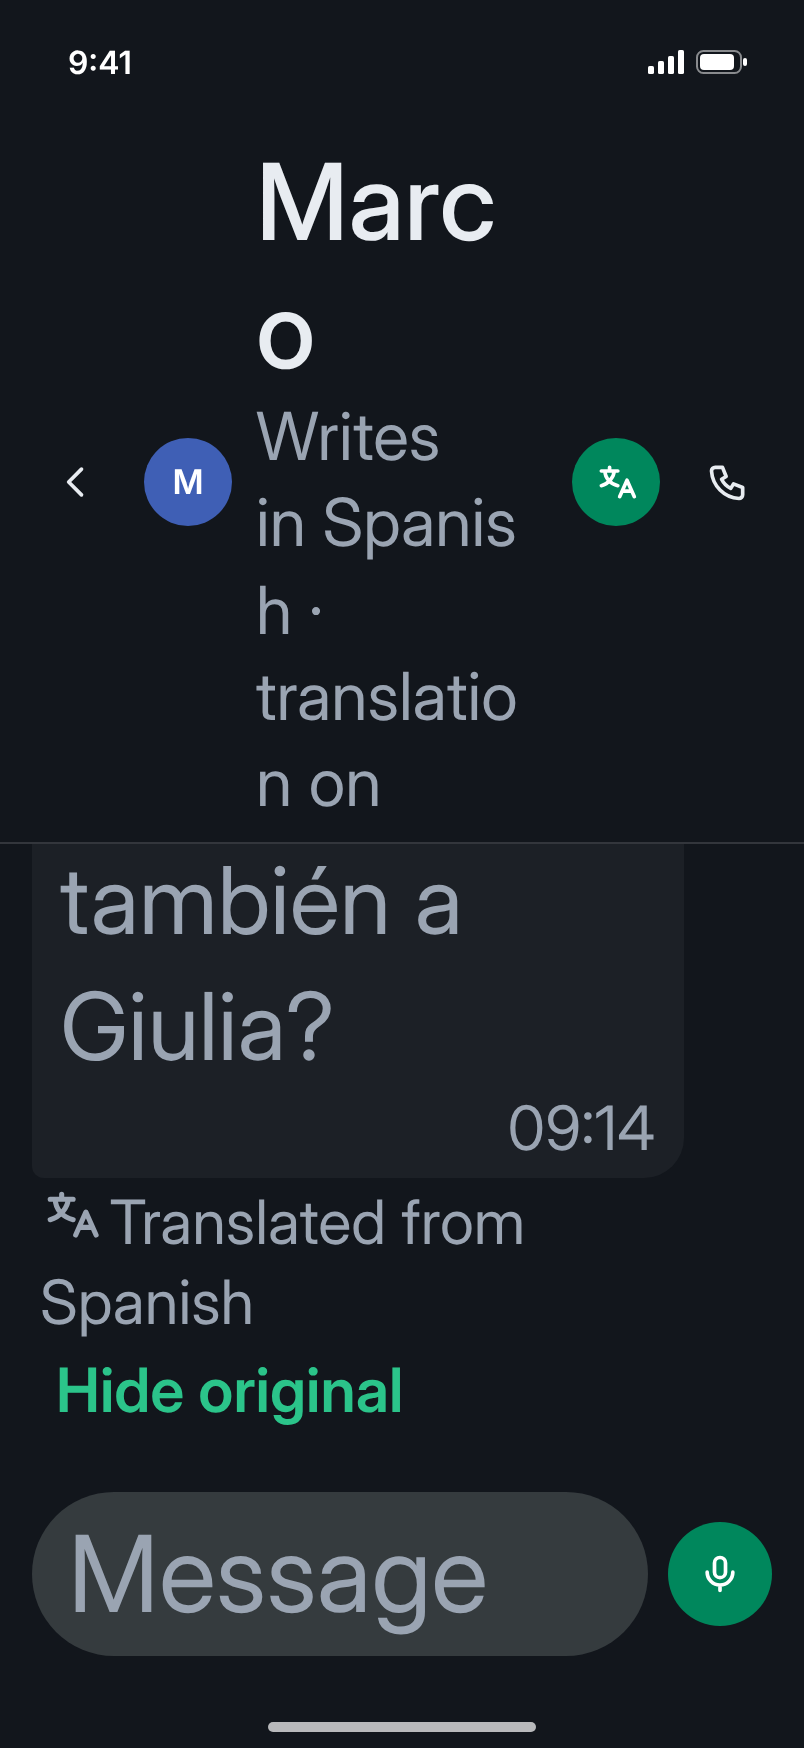 9:41
Marc
o
Writes
in Spanis
h ·
translatio
n on
M
también a
Giulia?
09:14
Translated from
Spanish
Hide original
Message